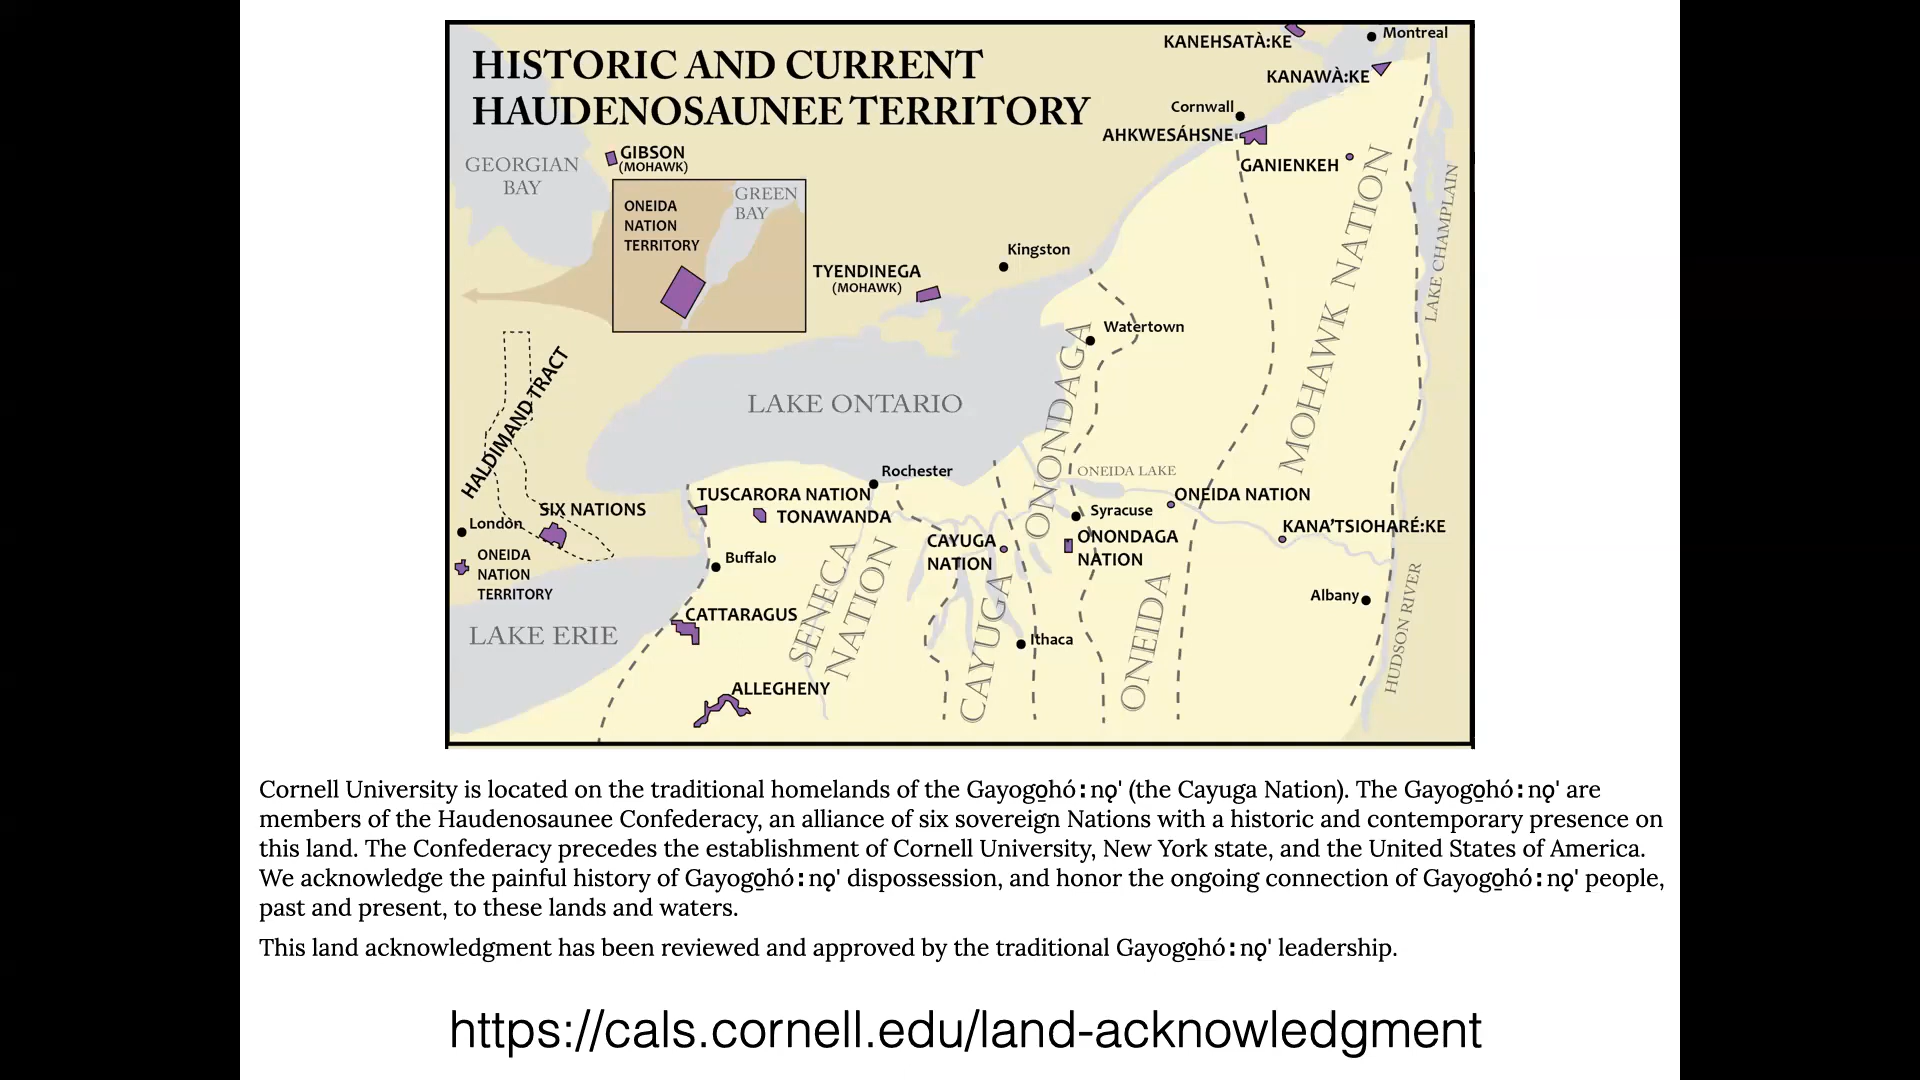 HISTORIC AND CURRENT
HAUDENOSAUNEE TERRITORY
KANEHSATÀ:KE
Montreal
KANAWÀ:KE
Cornwall
AHKWESÁHSNE
GANIENKEH
GEORGIAN
BAY
GIBSON
(MOHAWK)
GREEN
BAY
ONEIDA
NATION
TERRITORY
TYENDINEGA
(MOHAWK)
Kingston
Watertown
MOHAWK NATION
LAKE CHAMPLAIN
HALDIMAND TRACT
LAKE ONTARIO
ONONDAGA
Rochester
ONEIDA LAKE
TUSCARORA NATION
TONAWANDA
ONEIDA NATION
SIX NATIONS
London
Syracuse
KANA'TSIOHARÉ:KE
CAYUGA
NATION
ONONDAGA
NATION
ONEIDA
NATION
TERRITORY
Buffalo
SENECA
NATION
CAYUGA
ONEIDA
Albany
HUDSON RIVER
CATTARAGUS
LAKE ERIE
Ithaca
ALLEGHENY
Cornell University is located on the traditional homelands of the Gayogo̱hó:nǫ' (the Cayuga Nation). The Gayogo̱hó:nǫ' are
members of the Haudenosaunee Confederacy, an alliance of six sovereign Nations with a historic and contemporary presence on
this land. The Confederacy precedes the establishment of Cornell University, New York state, and the United States of America.
We acknowledge the painful history of Gayogo̱hó:nǫ' dispossession, and honor the ongoing connection of Gayogo̱hó:nǫ' people,
past and present, to these lands and waters.
This land acknowledgment has been reviewed and approved by the traditional Gayogo̱hó:nǫ' leadership.
https://cals.cornell.edu/land-acknowledgment